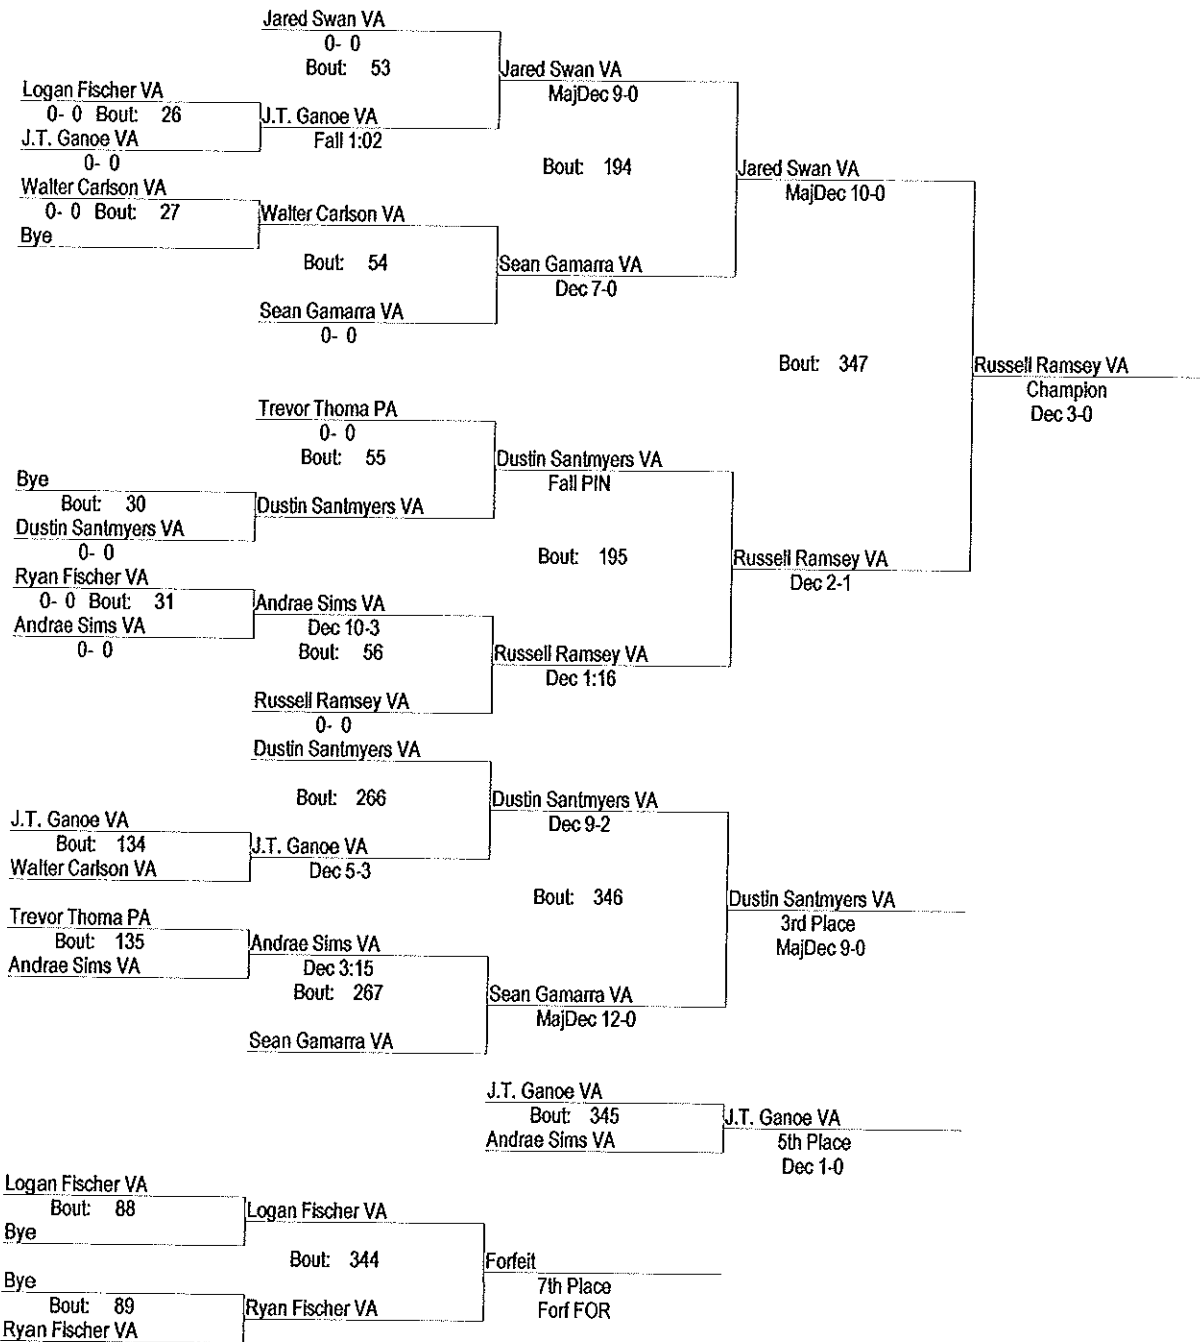 Jared Swan VA
0- 0
Bout: 53
Jared Swan VA
MajDec 9-0
Logan Fischer VA
0- 0 Bout: 26
J.T. Ganoe VA
Fall 1:02
J.T. Ganoe VA
0- 0
Bout: 194
Jared Swan VA
MajDec 10-0
Walter Carlson VA
0- 0 Bout: 27
Walter Carlson VA
Bye
Bout: 54
Sean Gamarra VA
Dec 7-0
Sean Gamarra VA
0- 0
Bout: 347
Russell Ramsey VA
Champion
Dec 3-0
Trevor Thoma PA
0- 0
Bout: 55
Dustin Santmyers VA
Fall PIN
Bye
Bout: 30
Dustin Santmyers VA
Dustin Santmyers VA
0- 0
Bout: 195
Russell Ramsey VA
Dec 2-1
Ryan Fischer VA
0- 0 Bout: 31
Andrae Sims VA
Dec 10-3
Andrae Sims VA
0- 0
Bout: 56
Russell Ramsey VA
Dec 1:16
Russell Ramsey VA
0- 0
Dustin Santmyers VA
Bout: 266
Dustin Santmyers VA
Dec 9-2
J.T. Ganoe VA
Bout: 134
J.T. Ganoe VA
Dec 5-3
Walter Carlson VA
Bout: 346
Dustin Santmyers VA
3rd Place
MajDec 9-0
Trevor Thoma PA
Bout: 135
Andrae Sims VA
Dec 3:15
Andrae Sims VA
Bout: 267
Sean Gamarra VA
MajDec 12-0
Sean Gamarra VA
J.T. Ganoe VA
Bout: 345
J.T. Ganoe VA
5th Place
Dec 1-0
Andrae Sims VA
Logan Fischer VA
Bout: 88
Logan Fischer VA
Bye
Bout: 344
Forfeit
7th Place
Forf FOR
Bye
Bout: 89
Ryan Fischer VA
Ryan Fischer VA